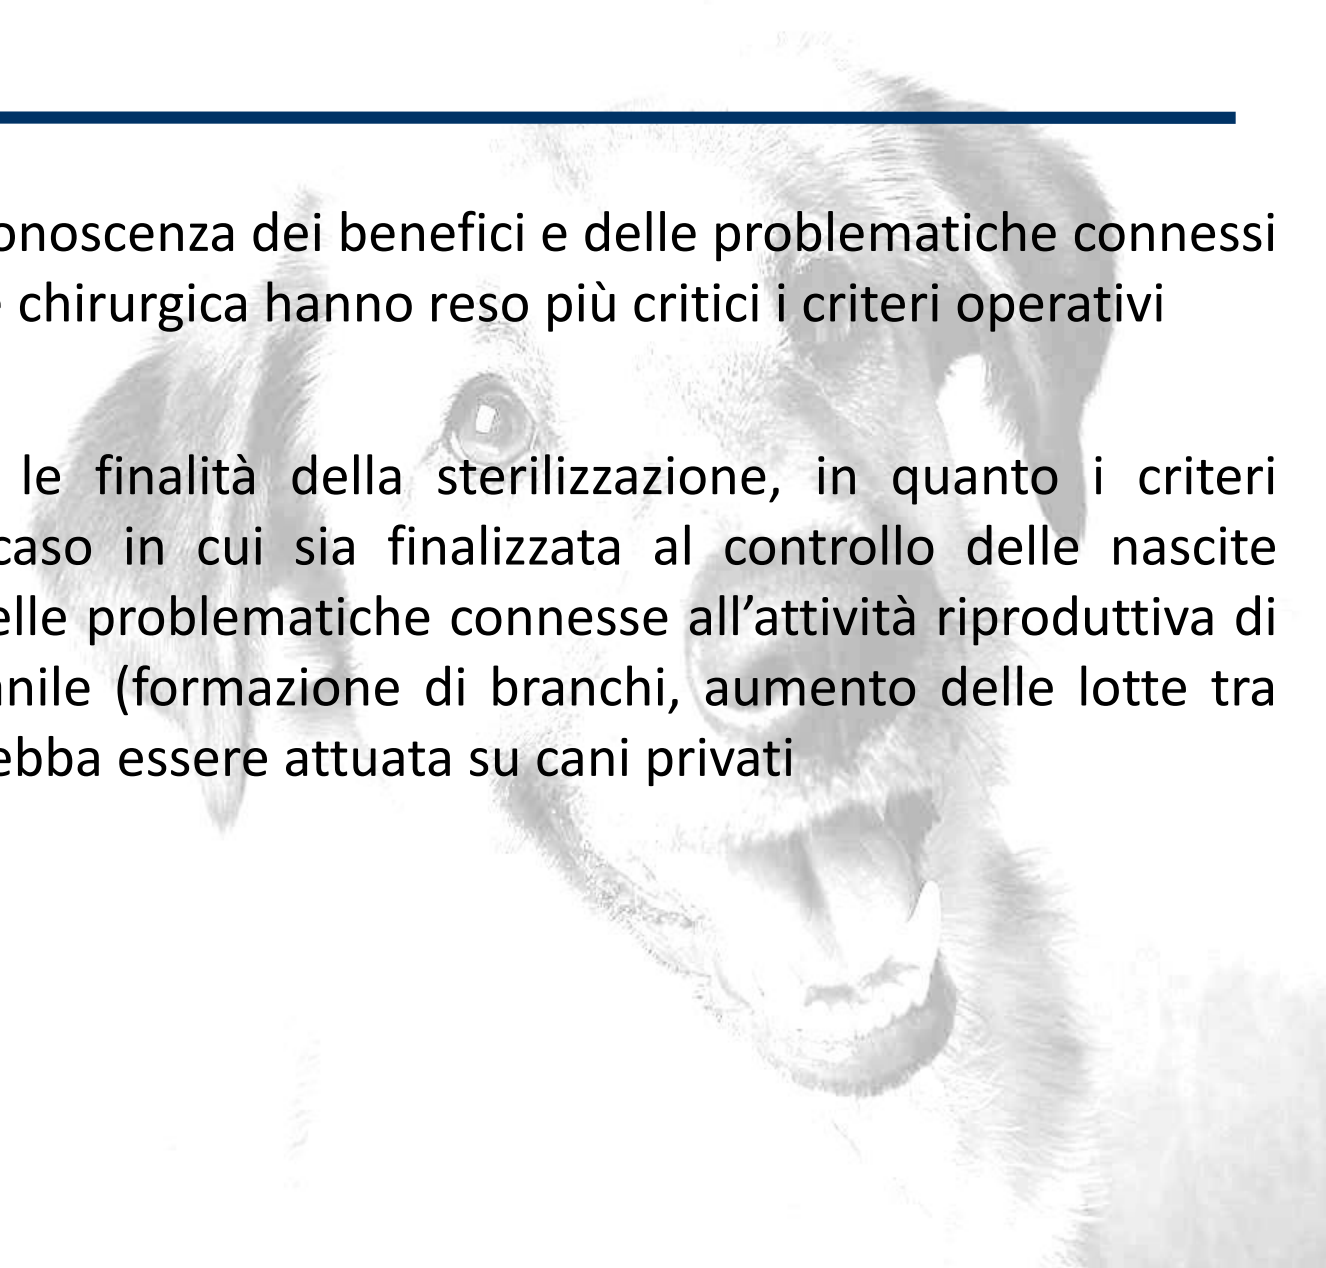 onoscenza dei benefici e delle problematiche connessi
e chirurgica hanno reso più critici i criteri operativi
le finalità della sterilizzazione, in quanto i criteri
caso in cui sia finalizzata al controllo delle nascite
elle problematiche connesse all’attività riproduttiva di
anile (formazione di branchi, aumento delle lotte tra
ebba essere attuata su cani privati